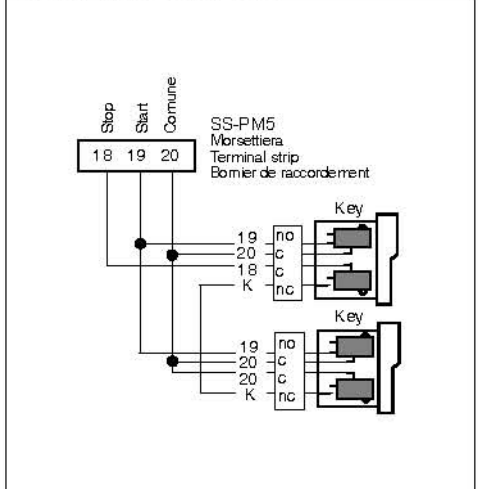 Stop
Start
Comune
SS-PM5
Morsettiera
Terminal strip
Bornier de raccordement
18 19 20
Key
19 no
20 c
18 c
K nc
Key
19 no
20 c
20 c
K nc